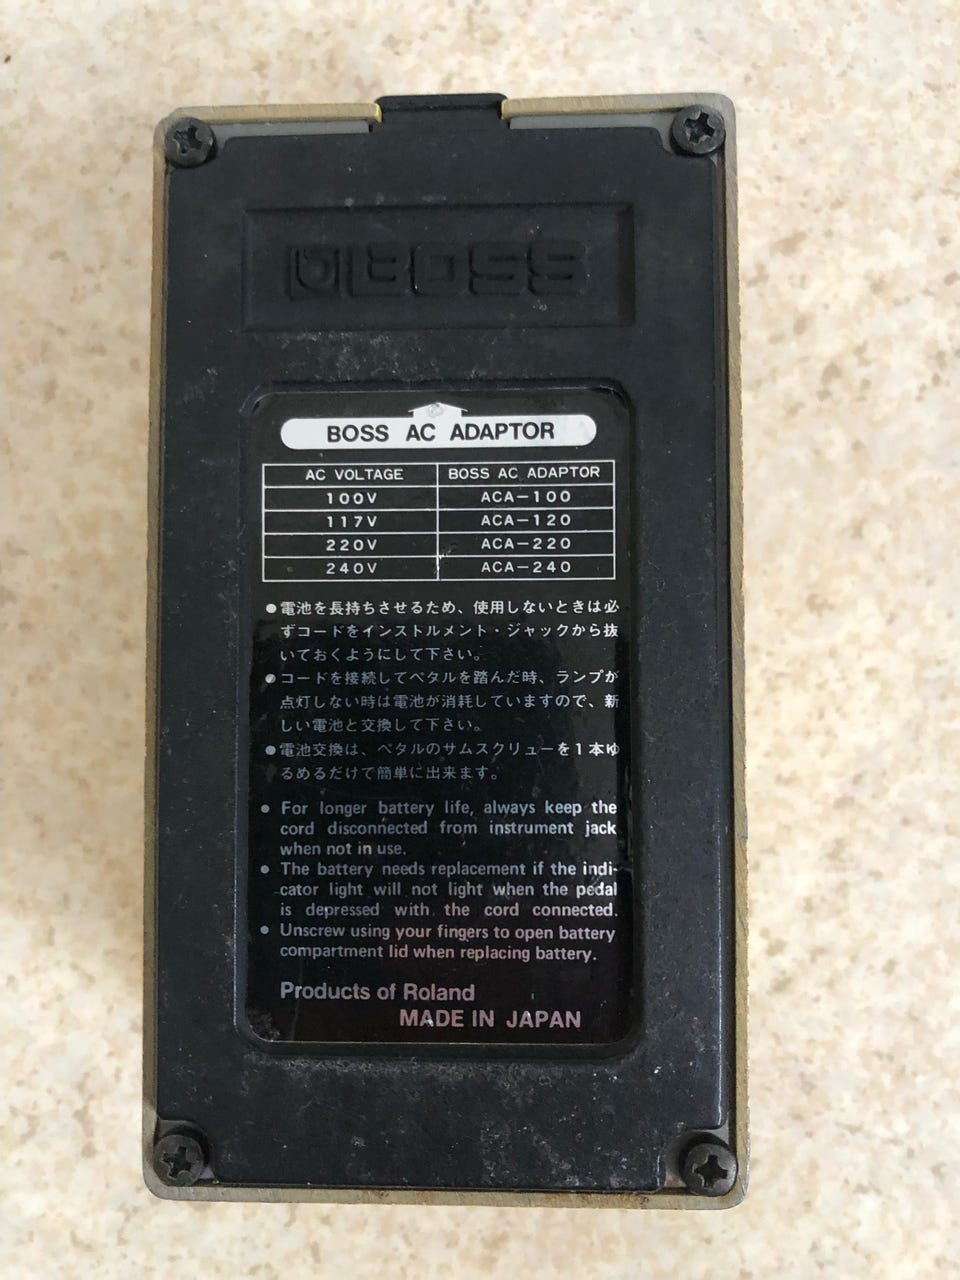 BOSS
BOSS AC ADAPTOR
AC VOLTAGE BOSS AC ADAPTOR
100V ACA-100
117V ACA-120
220V ACA-220
240V ACA-240
●電池を長持ちさせるため、使用しないときは必
ずコードをインストルメント・ジャックから抜
いておくようにして下さい。
●コードを接続してペタルを踏んだ時、ランプが
点灯しない時は電池が消耗していますので、新
しい電池と交換して下さい。
●電池交換は、ペタルのサムスクリューを1本ゆ
るめるだけで簡単に出来ます。
● For longer battery life, always keep the
cord disconnected from instrument jack
when not in use.
● The battery needs replacement if the indi-
cator light will not light when the pedal
is depressed with the cord connected.
● Unscrew using your fingers to open battery
compartment lid when replacing battery.
Products of Roland
MADE IN JAPAN